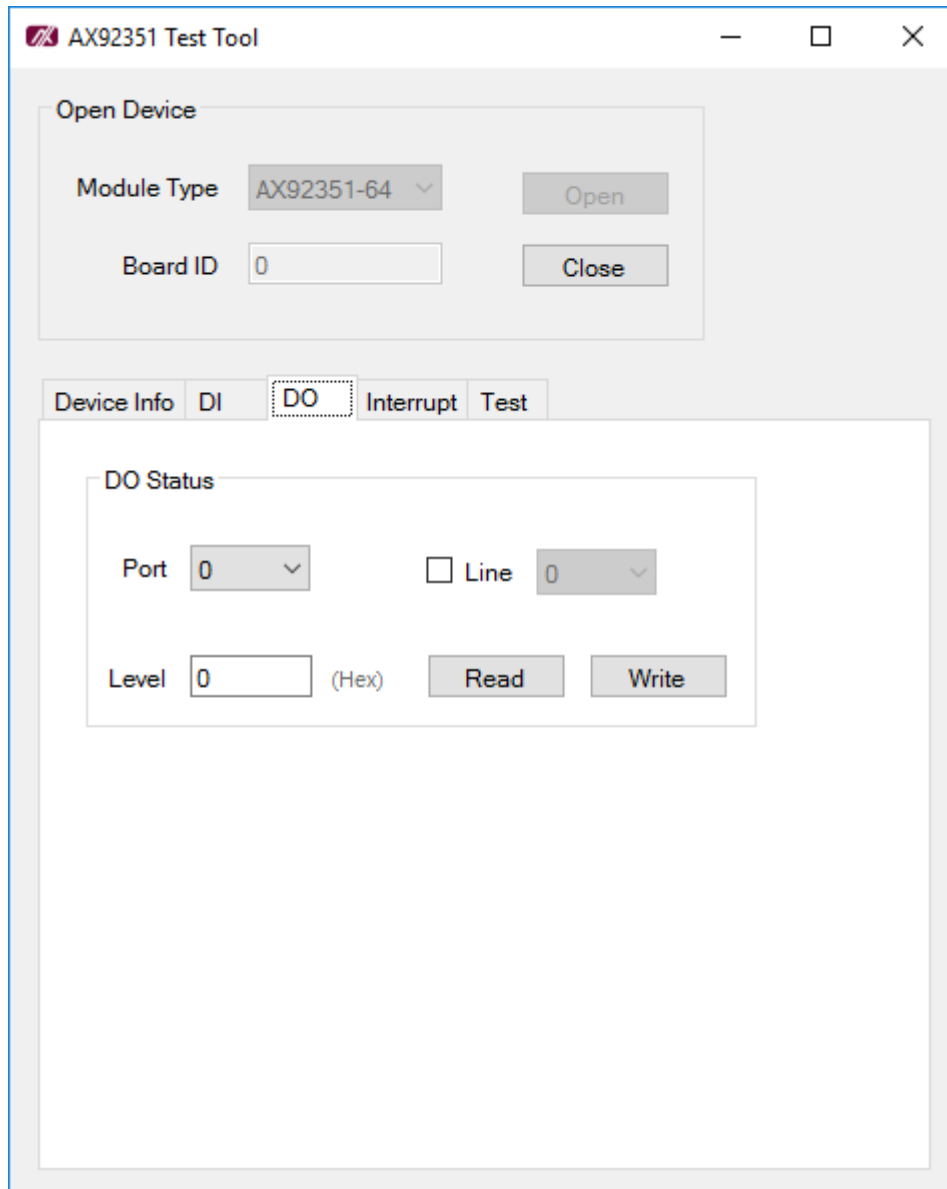 AX92351 Test Tool
Open Device
Module Type AX92351-64 Open
Board ID 0 Close
Device Info DI DO Interrupt Test
DO Status
Port 0 Line 0
Level 0 (Hex) Read Write